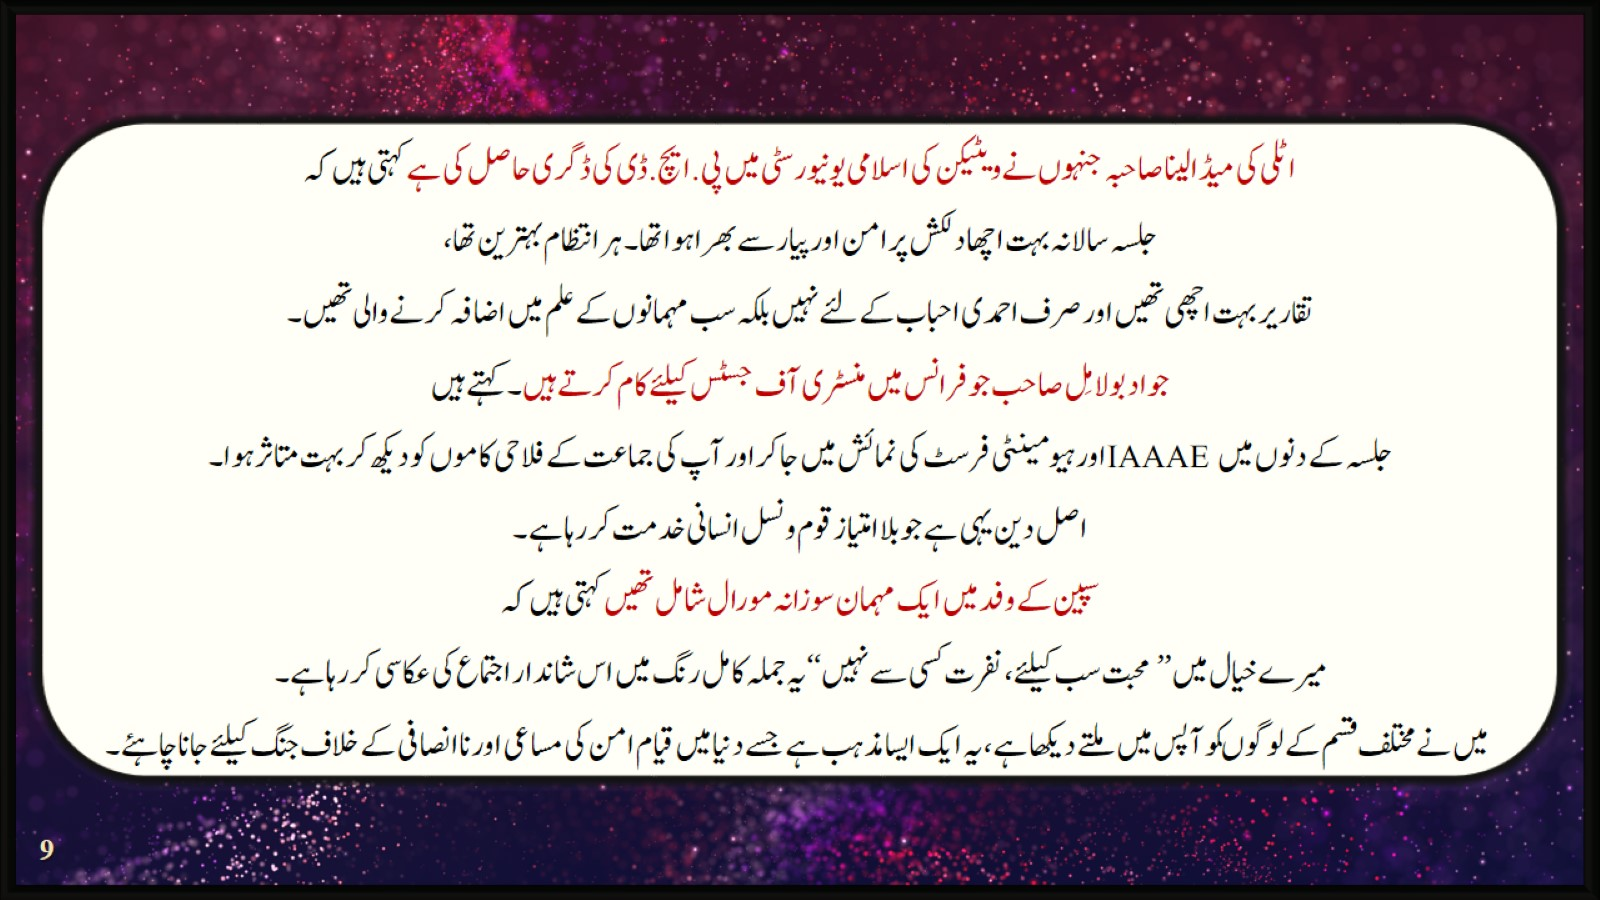 اٹلی کی میڈالیناصاحبہ جنہوں نے ویٹیکن کی اسلامی یونیورسٹی میں پی.ایچ.ڈی کی ڈگری حاصل کی ہے کہتی ہیں کہ
جلسہ سالانہ بہت اچھا دلکش پر امن اور پیار سے بھرا ہوا تھا۔ ہر انتظام بہترین تھا،
تقاریر بہت اچھی تھیں اور صرف احمدی احباب کے لئے نہیں بلکہ سب مہمانوں کے علم میں اضافہ کرنے والی تھیں۔
جواد بولامِل صاحب جو فرانس میں منسٹری آف جسٹس کیلئے کام کرتے ہیں۔ کہتے ہیں
جلسہ کے دنوں میں IAAAE اور ہیومینٹی فرسٹ کی نمائش میں جاکر اور آپ کی جماعت کے فلاحی کاموں کو دیکھ کر بہت متاثر ہوا۔
اصل دین یہی ہے جو بلا امتیاز قوم و نسل انسانی خدمت کر رہا ہے۔
سپین کے وفد میں ایک مہمان سوزانہ مورال شامل تھیں کہتی ہیں کہ
میرے خیال میں ”محبت سب کیلئے، نفرت کسی سے نہیں“ یہ جملہ کامل رنگ میں اس شاندار اجتماع کی عکاسی کر رہا ہے۔
میں نے مختلف قسم کے لوگوں کو آپس میں ملتے دیکھا ہے، یہ ایک ایسا مذہب ہے جسے دنیا میں قیام امن کی مساعی اور ناانصافی کے خلاف جنگ کیلئے جانا چاہئے۔
9